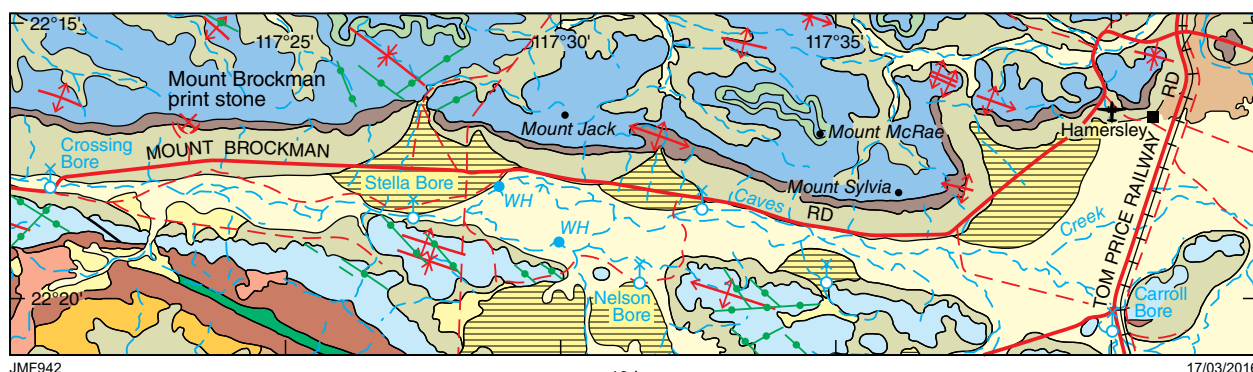 22°15'
117°25'
117°30'
117°35'
Mount Brockman
print stone
Mount Jack
Mount McRae
Hamersley
RD
Crossing
Bore
MOUNT BROCKMAN
Stella Bore
WH
Mount Sylvia
Caves
RD
WH
Creek
TOM PRICE RAILWAY
22°20'
Nelson
Bore
Carroll
Bore
JMF942
17/03/2016